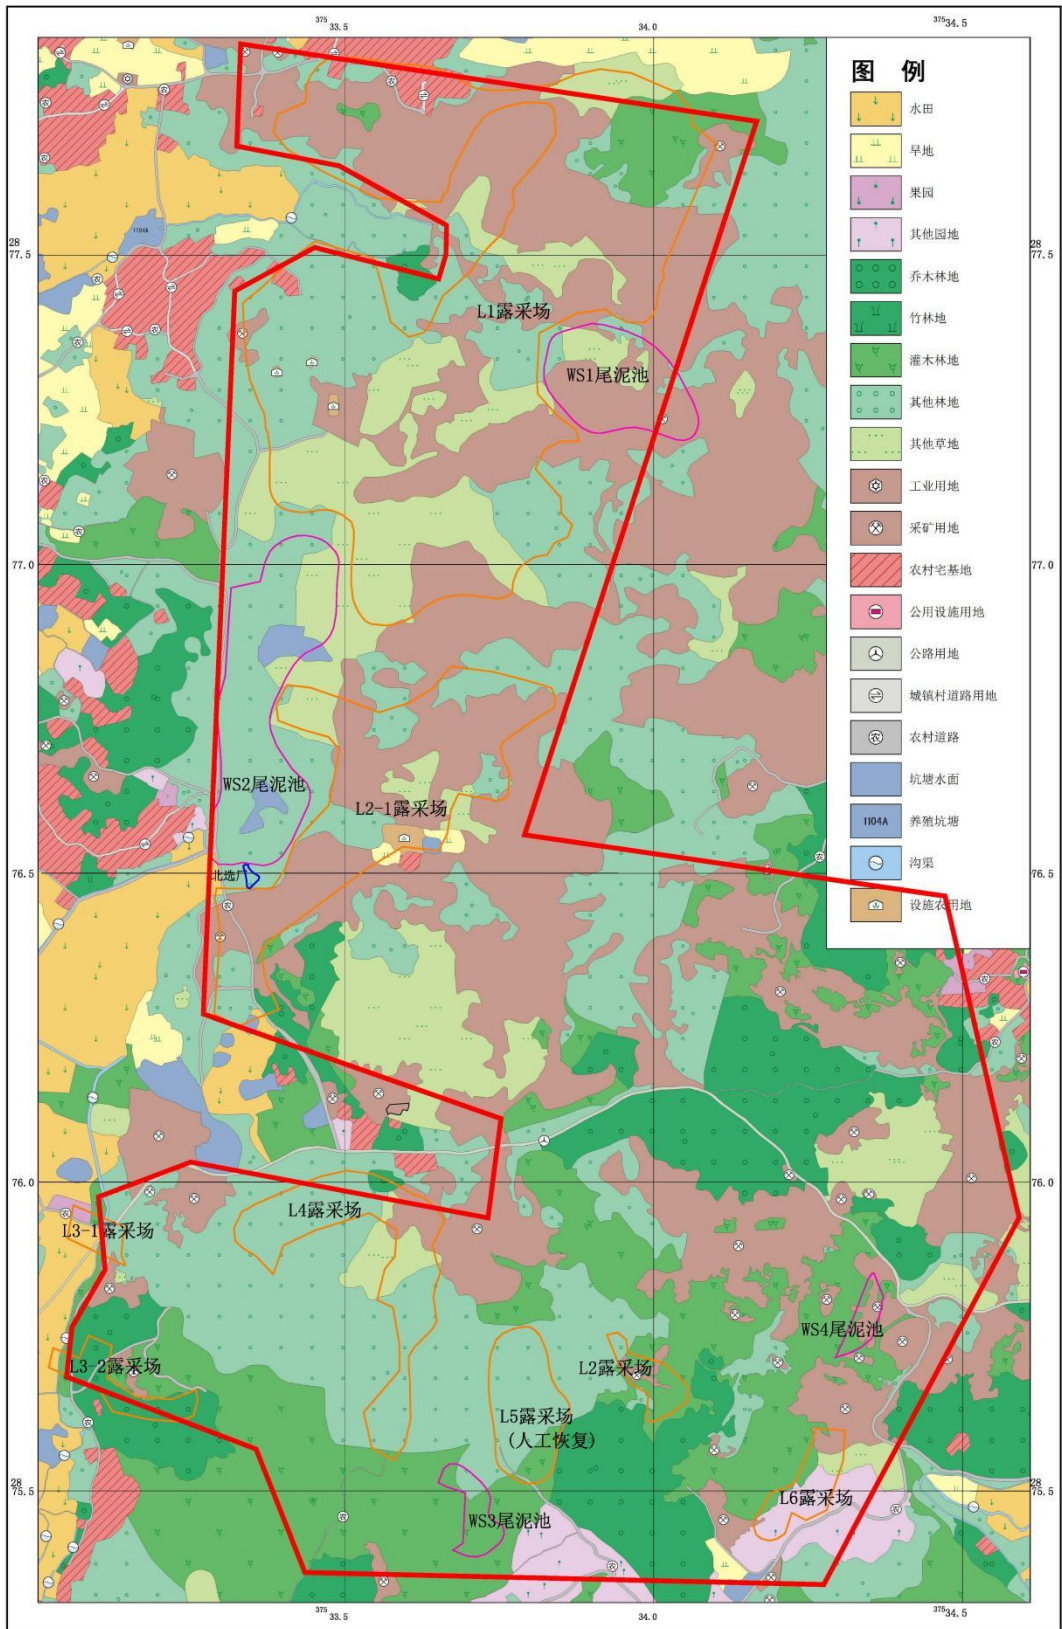 375
33.5
34.0
375
34.5
28
77.5
77.0
76.5
76.0
28
75.5
28
77.5
77.0
76.5
76.0
28
75.5
375
33.5
34.0
375
34.5
图 例
水田
旱地
果园
其他园地
乔木林地
竹林地
灌木林地
其他林地
其他草地
工业用地
采矿用地
农村宅基地
公用设施用地
公路用地
城镇村道路用地
农村道路
坑塘水面
1104A
养殖坑塘
沟渠
设施农用地
1104A
L1露采场
WS1尾泥池
WS2尾泥池
L2-1露采场
北选厂
L4露采场
L3-1露采场
L3-2露采场
WS4尾泥池
L2露采场
L5露采场
(人工恢复)
L6露采场
WS3尾泥池